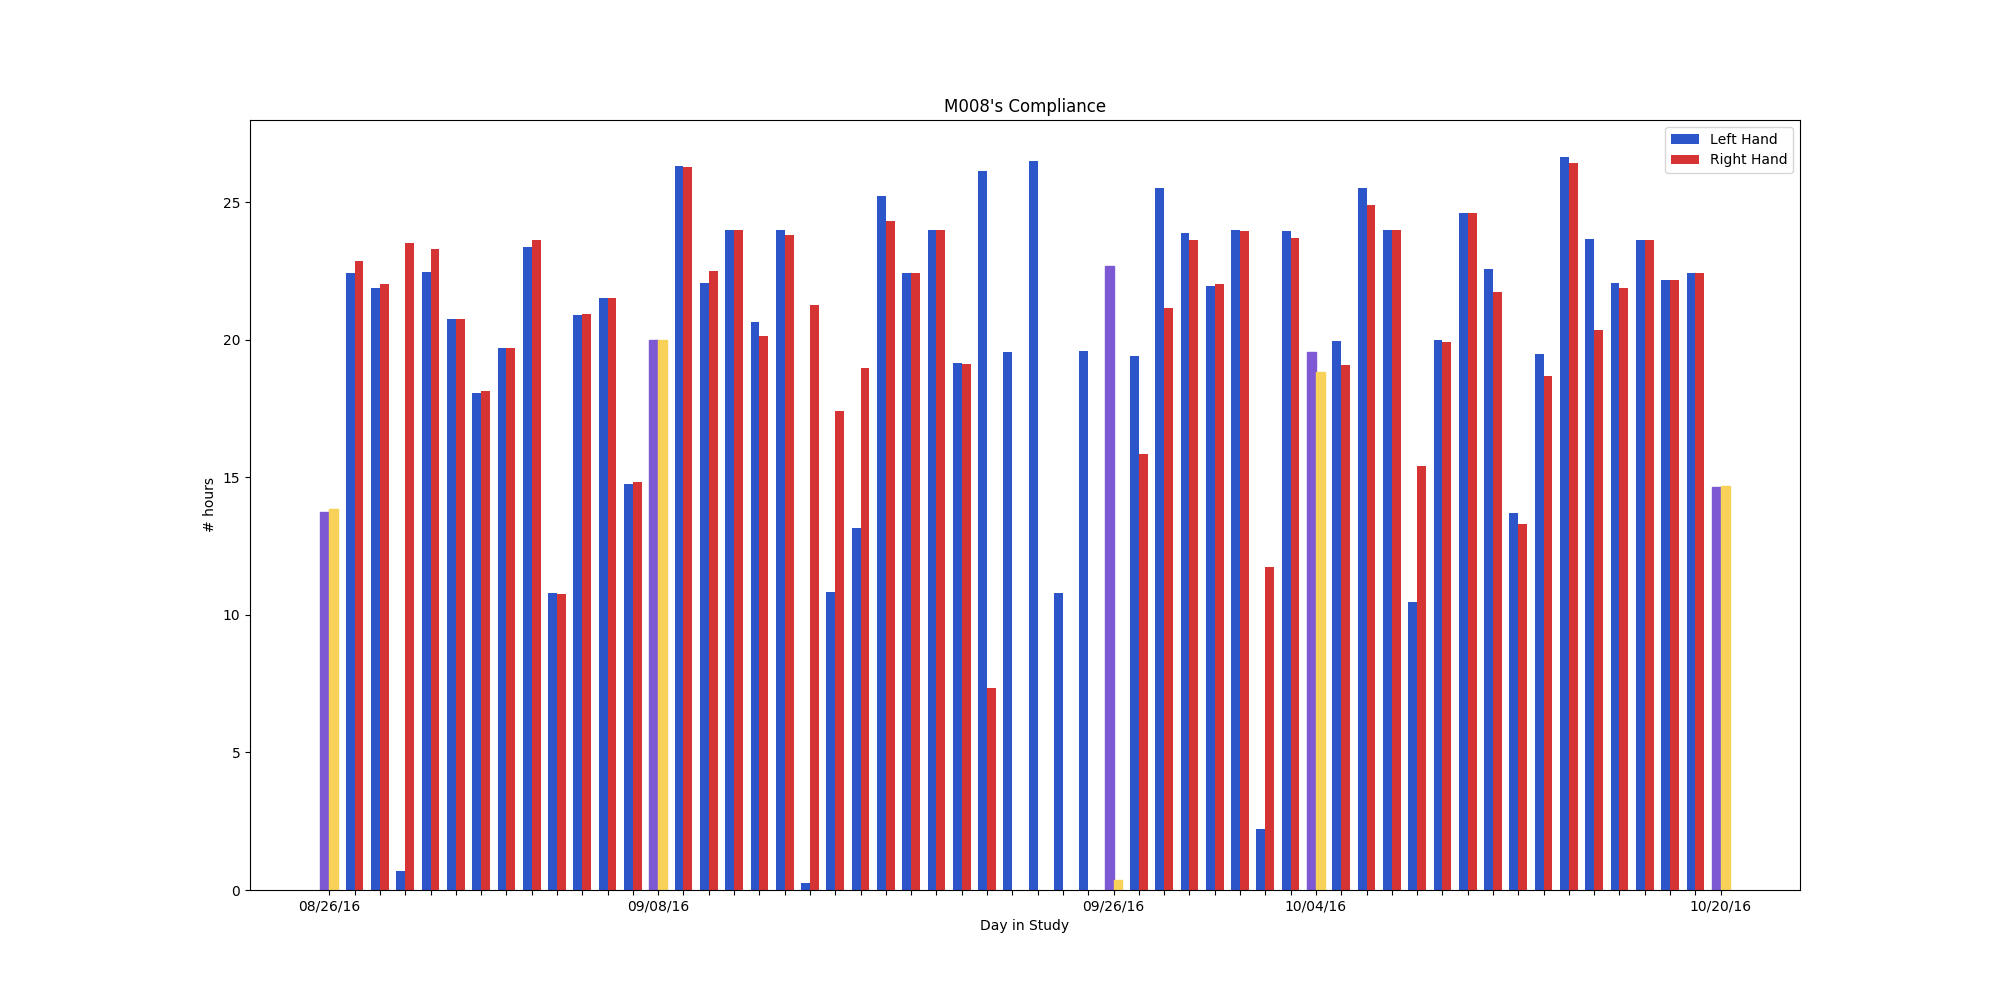 M008's Compliance
Left Hand
Right Hand
25
20
15
10
5
0
# hours
08/26/16 09/08/16 09/26/16 10/04/16 10/20/16
Day in Study